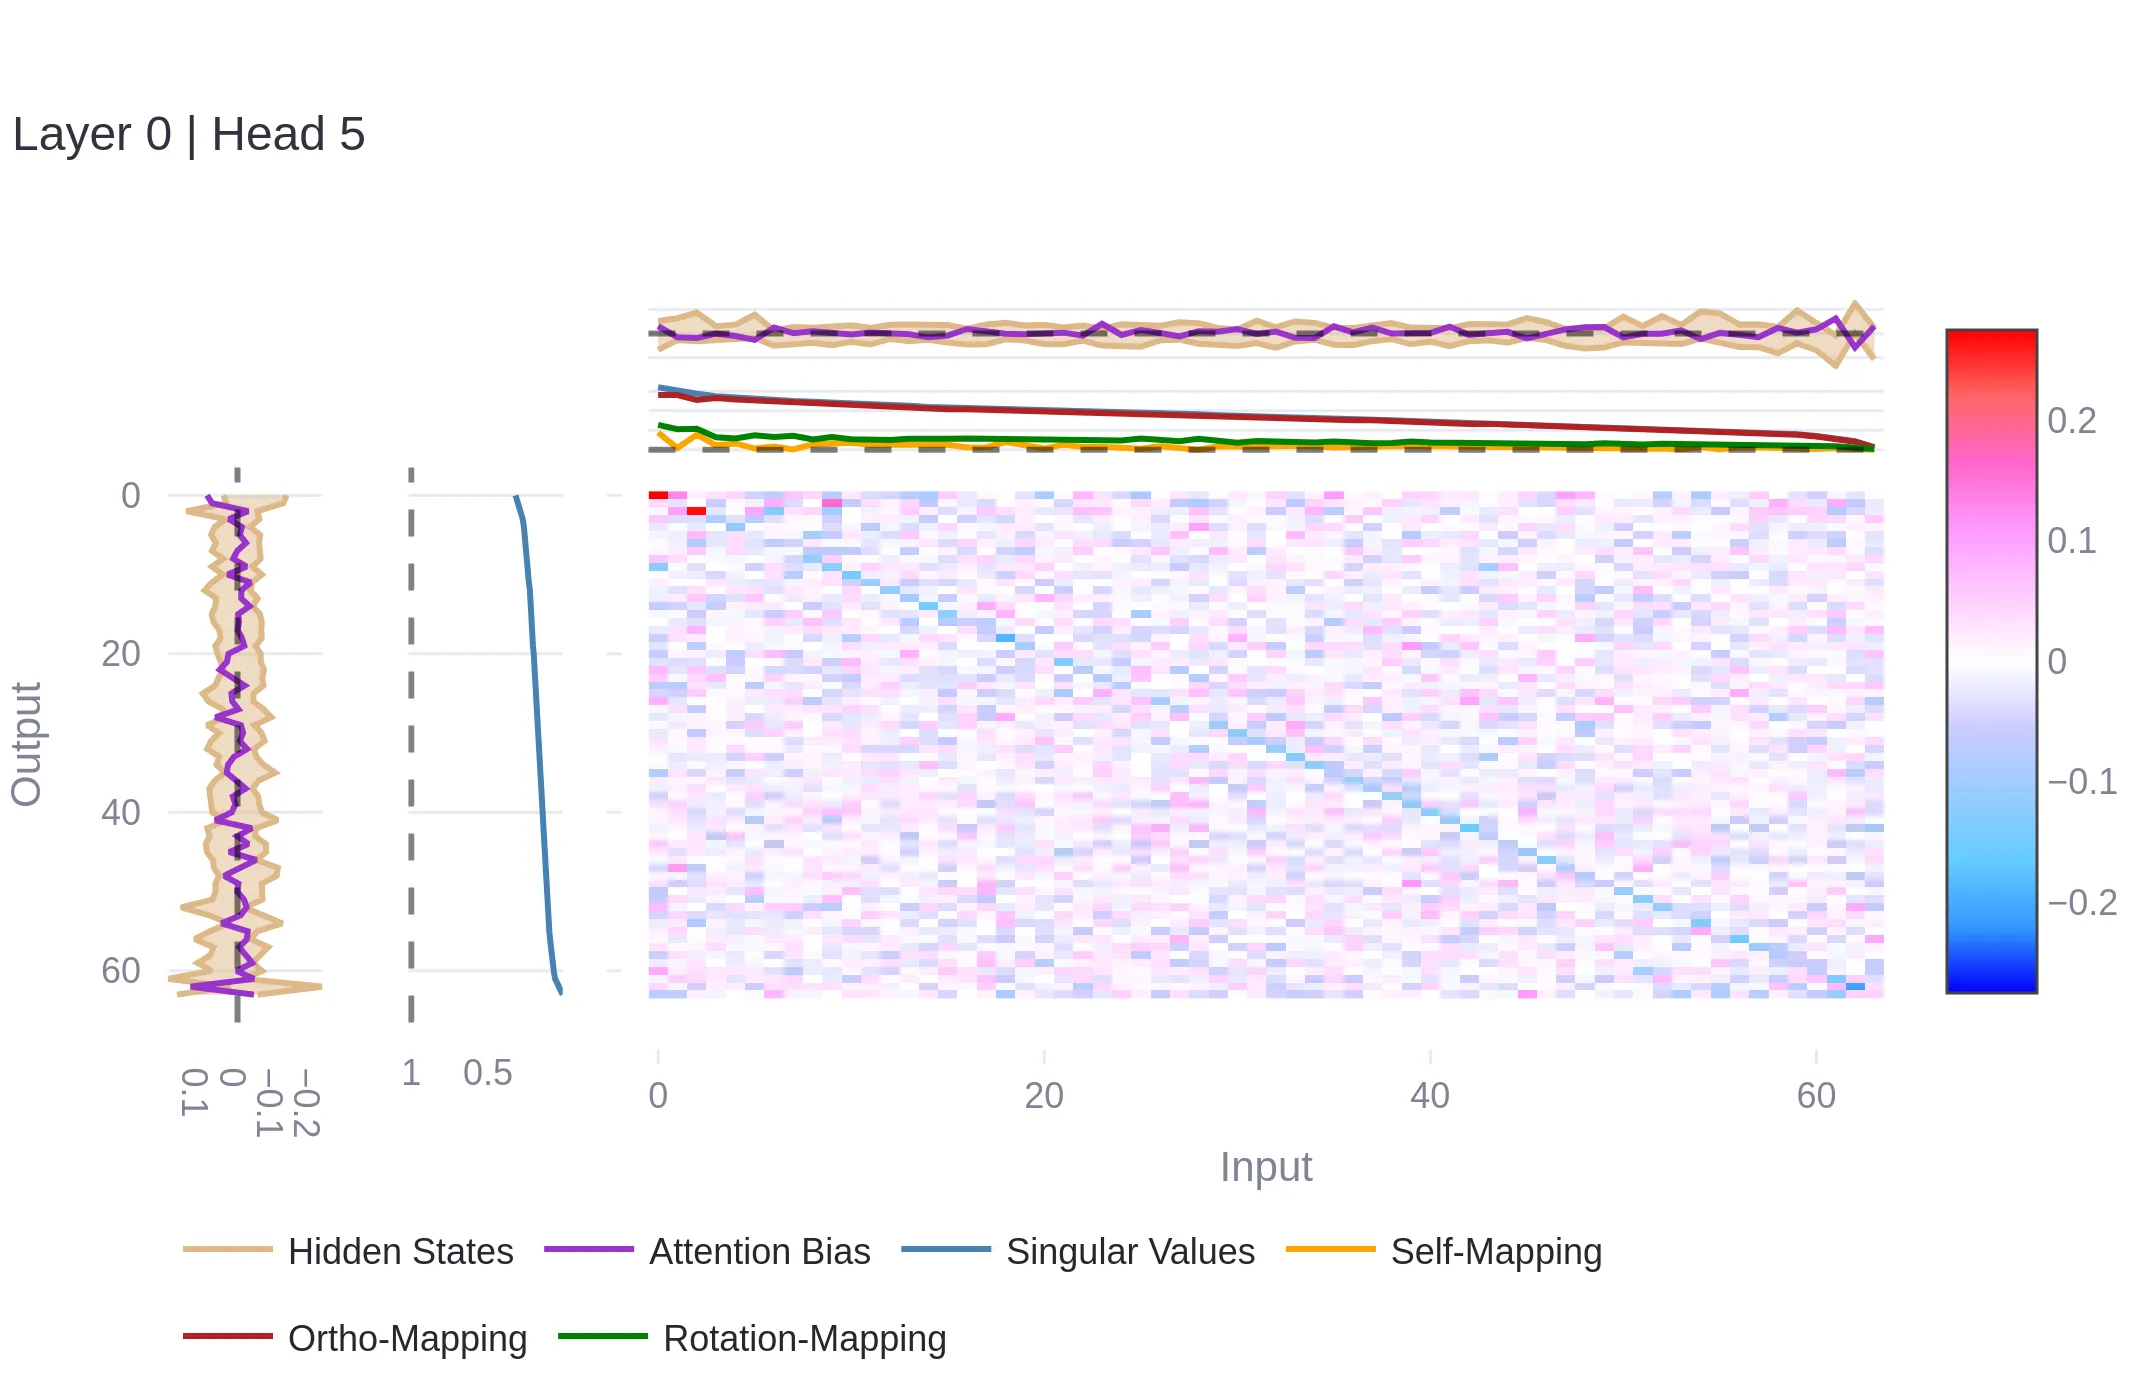 Layer 0 | Head 5
0
20
40
60
Output
0.1
0
−0.1
−0.2
1
0.5
0
20
40
60
Input
0.2
0.1
0
−0.1
−0.2
Hidden States
Attention Bias
Singular Values
Self-Mapping
Ortho-Mapping
Rotation-Mapping